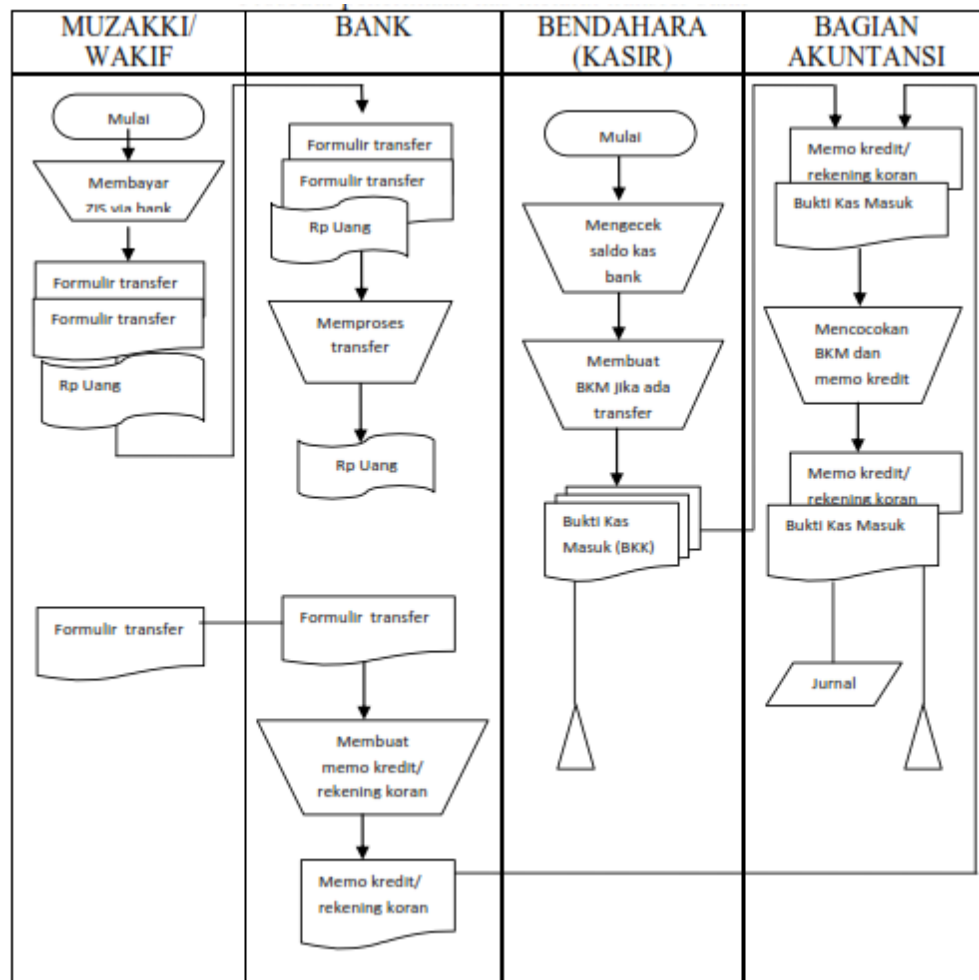 MUZAKKI/
WAKIF
BANK
BENDAHARA
(KASIR)
BAGIAN
AKUNTANSI
Mulai
Membayar
ZIS via bank
Formulir transfer
Formulir transfer
Rp Uang
Formulir transfer
Formulir transfer
Formulir transfer
Rp Uang
Memproses
transfer
Rp Uang
Formulir transfer
Membuat
memo kredit/
rekening koran
Memo kredit/
rekening koran
Mulai
Mengecek
saldo kas
bank
Membuat
BKM Jika ada
transfer
Bukti Kas
Masuk (BKK)
Memo kredit/
rekening koran
Bukti Kas Masuk
Mencocokan
BKM dan
memo kredit
Memo kredit/
rekening koran
Bukti Kas Masuk
Jurnal